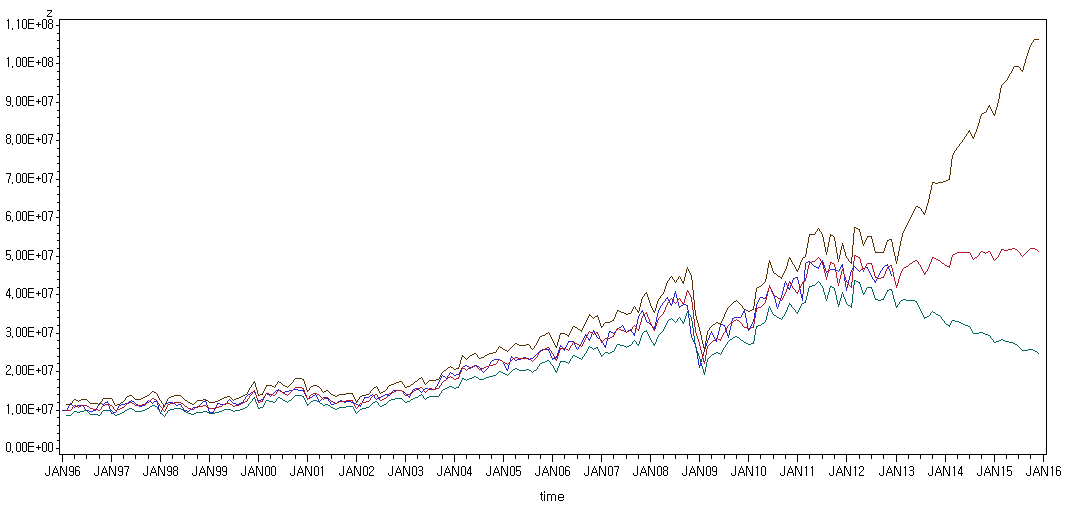 z
1,10E+08
1,00E+08
9,00E+07
8,00E+07
7,00E+07
6,00E+07
5,00E+07
4,00E+07
3,00E+07
2,00E+07
1,00E+07
0,00E+00
JAN96 JAN97 JAN98 JAN99 JAN00 JAN01 JAN02 JAN03 JAN04 JAN05 JAN06 JAN07 JAN08 JAN09 JAN10 JAN11 JAN12 JAN13 JAN14 JAN15 JAN16
time